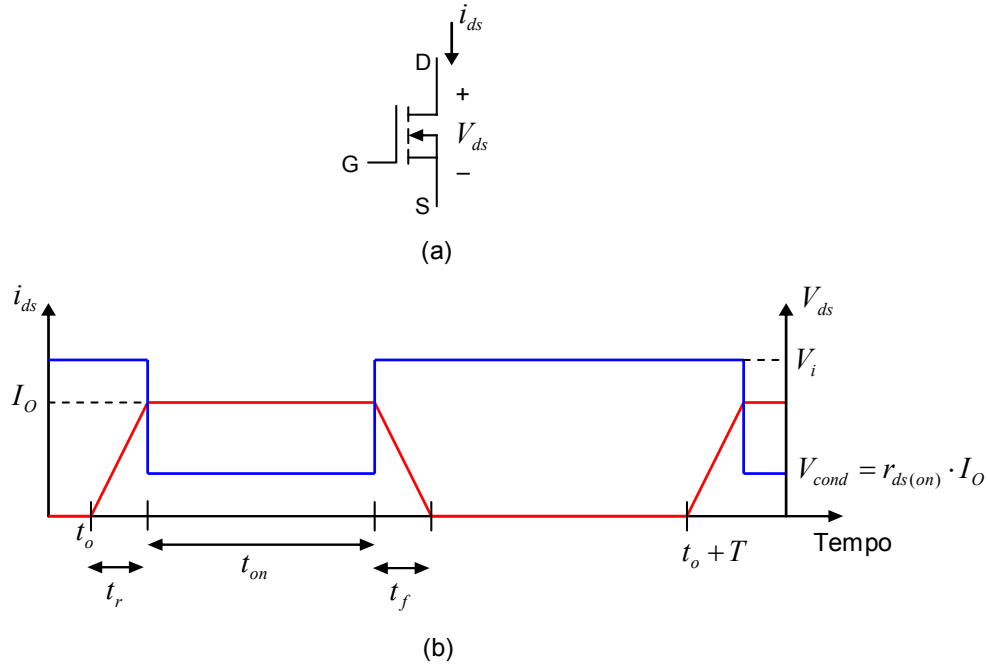 i_ds
D
+
V_ds
G
−
S
(a)
i_ds
V_ds
V_i
I_O
V_cond = r_ds(on) · I_O
t_o
t_o + T
Tempo
t_on
t_r
t_f
(b)